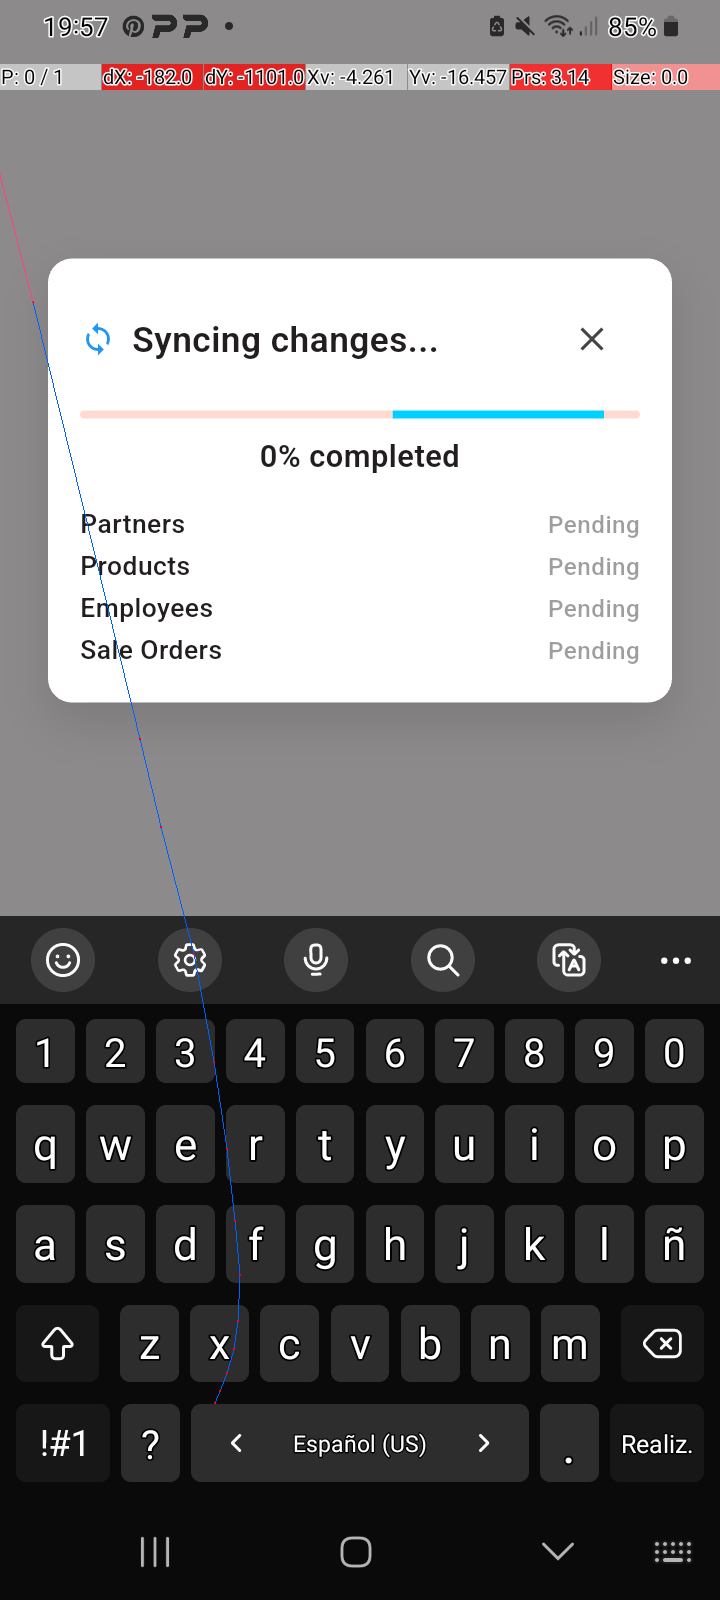 19:57 85%
P: 0 / 1 dX: -182.0 dY: -1101.0 Xv: -4.261 Yv: -16.457 Prs: 3.14 Size: 0.0
Syncing changes...
0% completed
Partners Pending
Products Pending
Employees Pending
Sale Orders Pending
1 2 3 4 5 6 7 8 9 0
q w e r t y u i o p
a s d f g h j k l ñ
z x c v b n m
!#1 ? Español (US) . Realiz.